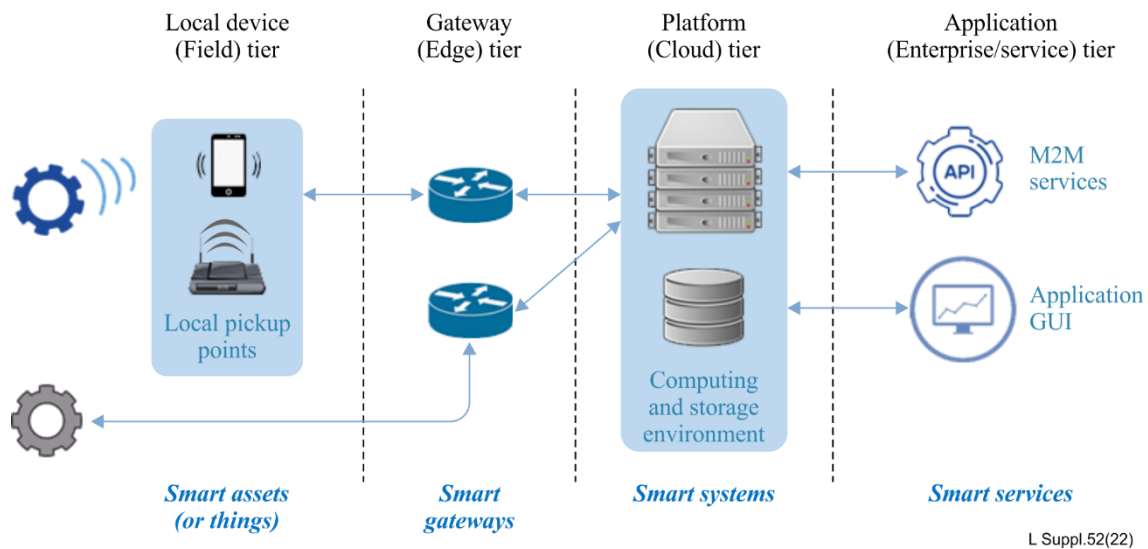 Local device
(Field) tier
Gateway
(Edge) tier
Platform
(Cloud) tier
Application
(Enterprise/service) tier
Local pickup
points
Computing
and storage
environment
API
M2M
services
Application
GUI
Smart assets
(or things)
Smart
gateways
Smart systems
Smart services
L Suppl.52(22)